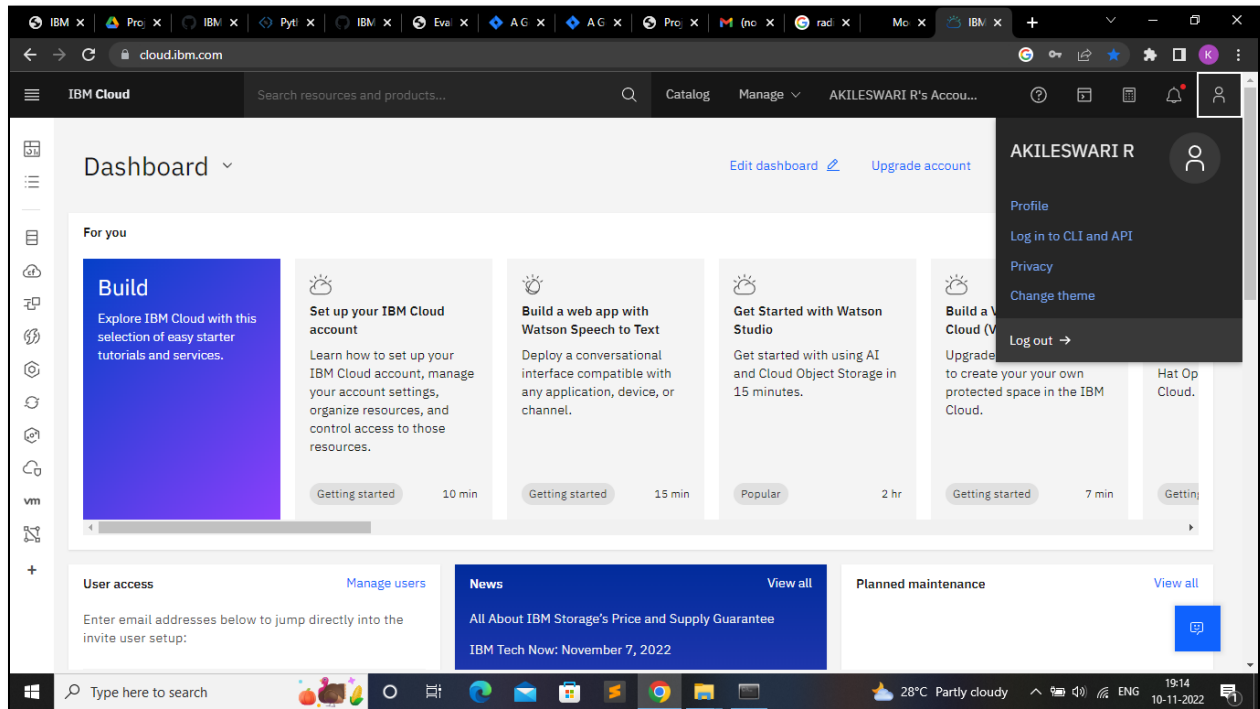 IBM
Proj
IBM
Pyth
IBM
Eval
A G
A G
Proj
(no
radi
Mo
IBM
cloud.ibm.com
K
IBM Cloud
Search resources and products...
Catalog
Manage
AKILESWARI R's Accou...
Dashboard
Edit dashboard
Upgrade account
AKILESWARI R
Profile
Log in to CLI and API
Privacy
Change theme
Log out →
For you
Build
Explore IBM Cloud with this
selection of easy starter
tutorials and services.
Set up your IBM Cloud
account
Learn how to set up your
IBM Cloud account, manage
your account settings,
organize resources, and
control access to those
resources.
Getting started
10 min
Build a web app with
Watson Speech to Text
Deploy a conversational
interface compatible with
any application, device, or
channel.
Getting started
15 min
Get Started with Watson
Studio
Get started with using AI
and Cloud Object Storage in
15 minutes.
Popular
2 hr
Build a V
Cloud (V
Upgrade
to create your your own
protected space in the IBM
Cloud.
Getting started
7 min
Hat Op
Cloud.
Getting
vm
User access
Manage users
Enter email addresses below to jump directly into the
invite user setup:
News
View all
All About IBM Storage's Price and Supply Guarantee
IBM Tech Now: November 7, 2022
Planned maintenance
View all
Type here to search
28°C Partly cloudy
ENG
19:14
10-11-2022
1